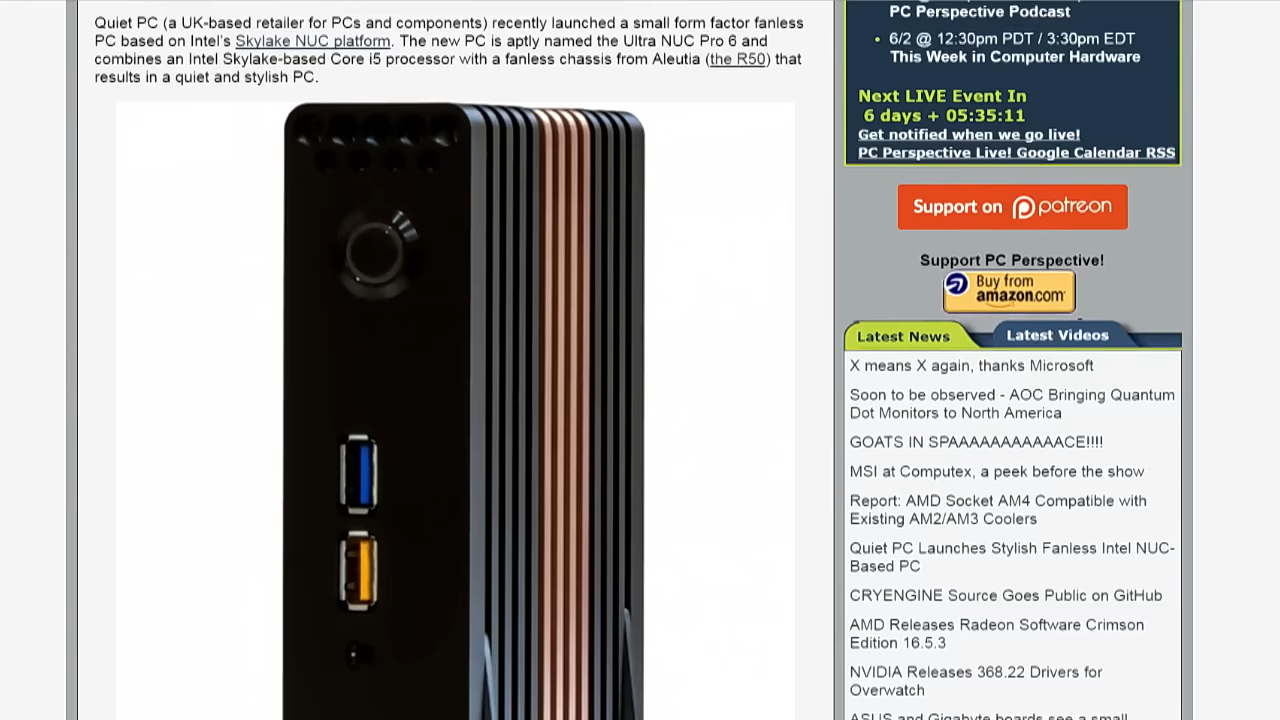 Quiet PC (a UK-based retailer for PCs and components) recently launched a small form factor fanless
PC based on Intel's Skylake NUC platform. The new PC is aptly named the Ultra NUC Pro 6 and
combines an Intel Skylake-based Core i5 processor with a fanless chassis from Aleutia (the R50) that
results in a quiet and stylish PC.
PC Perspective Podcast
6/2 @ 12:30pm PDT / 3:30pm EDT
This Week in Computer Hardware
Next LIVE Event In
6 days + 05:35:11
Get notified when we go live!
PC Perspective Live! Google Calendar RSS
Support on patreon
Support PC Perspective!
Buy from
amazon.com
Latest News
Latest Videos
X means X again, thanks Microsoft
Soon to be observed - AOC Bringing Quantum
Dot Monitors to North America
GOATS IN SPAAAAAAAAAAACE!!!!
MSI at Computex, a peek before the show
Report: AMD Socket AM4 Compatible with
Existing AM2/AM3 Coolers
Quiet PC Launches Stylish Fanless Intel NUC-
Based PC
CRYENGINE Source Goes Public on GitHub
AMD Releases Radeon Software Crimson
Edition 16.5.3
NVIDIA Releases 368.22 Drivers for
Overwatch
ASUS and Gigabyte boards see a small